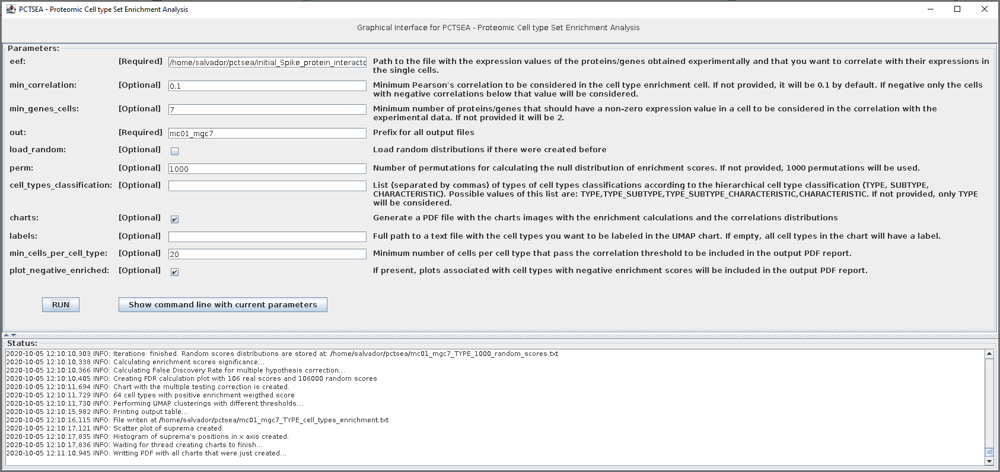 PCTSEA - Proteomic Cell type Set Enrichment Analysis
Graphical Interface for PCTSEA - Proteomic Cell type Set Enrichment Analysis
Parameters:
eef: [Required] /home/salvador/pctsea/initial_Spike_protein_interacto Path to the file with the expression values of the proteins/genes obtained experimentally and that you want to correlate with their expressions in
the single cells.
min_correlation: [Optional] 0.1 Minimum Pearson's correlation to be considered in the cell type enrichment cell. If not provided, it will be 0.1 by default. If negative only the cells
with negative correlations below that value will be considered.
min_genes_cells: [Optional] 7 Minimum number of proteins/genes that should have a non-zero expression value in a cell to be considered in the correlation with the
experimental data. If not provided it will be 2.
out: [Required] mc01_mgc7 Prefix for all output files
load_random: [Optional] Load random distributions if there were created before
perm: [Optional] 1000 Number of permutations for calculating the null distribution of enrichment scores. If not provided, 1000 permutations will be used.
cell_types_classification: [Optional] List (separated by commas) of types of cell types classifications according to the hierarchical cell type classification (TYPE, SUBTYPE,
CHARACTERISTIC). Possible values of this list are: TYPE,TYPE_SUBTYPE,TYPE_SUBTYPE_CHARACTERISTIC,CHARACTERISTIC. If not provided, only TYPE
will be considered.
charts: [Optional] Generate a PDF file with the charts images with the enrichment calculations and the correlations distributions
labels: [Optional] Full path to a text file with the cell types you want to be labeled in the UMAP chart. If empty, all cell types in the chart will have a label.
min_cells_per_cell_type: [Optional] 20 Minimum number of cells per cell type that pass the correlation threshold to be included in the output PDF report.
plot_negative_enriched: [Optional] If present, plots associated with cell types with negative enrichment scores will be included in the output PDF report.
RUN Show command line with current parameters
Status:
2020-10-05 12:10:10,303 INFO: Iterations  finished. Random scores distributions are stored at: /home/salvador/pctsea/mc01_mgc7_TYPE_1000_random_scores.txt
2020-10-05 12:10:10,338 INFO: Calculating enrichment scores significance...
2020-10-05 12:10:10,366 INFO: Calculating False Discovery Rate for multiple hypothesis correction...
2020-10-05 12:10:10,405 INFO: Creating FDR calculation plot with 106 real scores and 106000 random scores
2020-10-05 12:10:11,694 INFO: Chart with the multiple testing correction is created.
2020-10-05 12:10:11,729 INFO: 64 cell types with positive enrichment weigthed score
2020-10-05 12:10:11,730 INFO: Performing UMAP clusterings with different thresholds...
2020-10-05 12:10:15,982 INFO: Printing output table...
2020-10-05 12:10:16,115 INFO: File writen at /home/salvador/pctsea/mc01_mgc7_TYPE_cell_types_enrichment.txt
2020-10-05 12:10:17,121 INFO: Scatter plot of suprema created.
2020-10-05 12:10:17,835 INFO: Histogram of suprema's positions in x axis created.
2020-10-05 12:10:17,836 INFO: Waiting for thread creating charts to finish...
2020-10-05 12:11:10,945 INFO: Writting PDF with all charts that were just created...